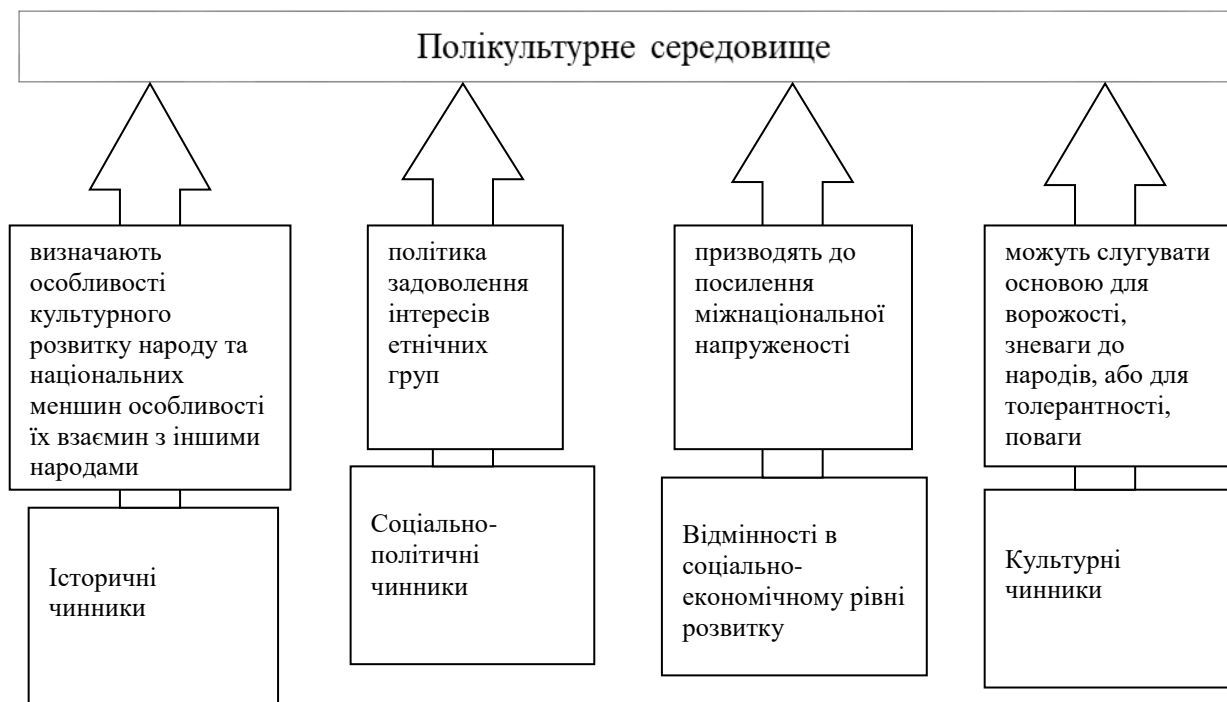 Полікультурне середовище
визначають
особливості
культурного
розвитку народу та
національних
меншин особливості
їх взаємин з іншими
народами
політика
задоволення
інтересів
етнічних
груп
призводять до
посилення
міжнаціональної
напруженості
можуть слугувати
основою для
ворожості,
зневаги до
народів, або для
толерантності,
поваги
Історичні
чинники
Соціально-
політичні
чинники
Відмінності в
соціально-
економічному рівні
розвитку
Культурні
чинники